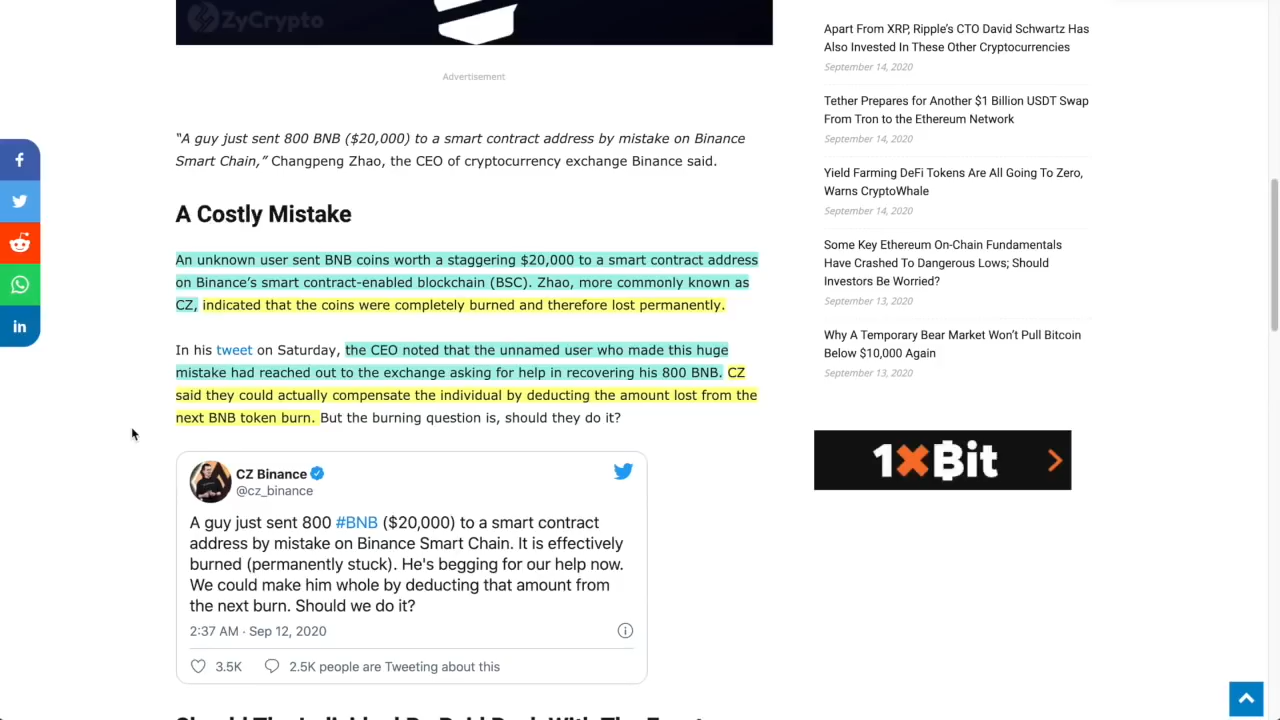 ZyCrypto
Advertisement
“A guy just sent 800 BNB ($20,000) to a smart contract address by mistake on Binance
Smart Chain,” Changpeng Zhao, the CEO of cryptocurrency exchange Binance said.
A Costly Mistake
An unknown user sent BNB coins worth a staggering $20,000 to a smart contract address
on Binance’s smart contract-enabled blockchain (BSC). Zhao, more commonly known as
CZ, indicated that the coins were completely burned and therefore lost permanently.
In his tweet on Saturday, the CEO noted that the unnamed user who made this huge
mistake had reached out to the exchange asking for help in recovering his 800 BNB. CZ
said they could actually compensate the individual by deducting the amount lost from the
next BNB token burn. But the burning question is, should they do it?
CZ Binance
@cz_binance
A guy just sent 800 #BNB ($20,000) to a smart contract
address by mistake on Binance Smart Chain. It is effectively
burned (permanently stuck). He's begging for our help now.
We could make him whole by deducting that amount from
the next burn. Should we do it?
2:37 AM · Sep 12, 2020
3.5K 2.5K people are Tweeting about this
Apart From XRP, Ripple’s CTO David Schwartz Has
Also Invested In These Other Cryptocurrencies
September 14, 2020
Tether Prepares for Another $1 Billion USDT Swap
From Tron to the Ethereum Network
September 14, 2020
Yield Farming DeFi Tokens Are All Going To Zero,
Warns CryptoWhale
September 14, 2020
Some Key Ethereum On-Chain Fundamentals
Have Crashed To Dangerous Lows; Should
Investors Be Worried?
September 13, 2020
Why A Temporary Bear Market Won’t Pull Bitcoin
Below $10,000 Again
September 13, 2020
1XBit